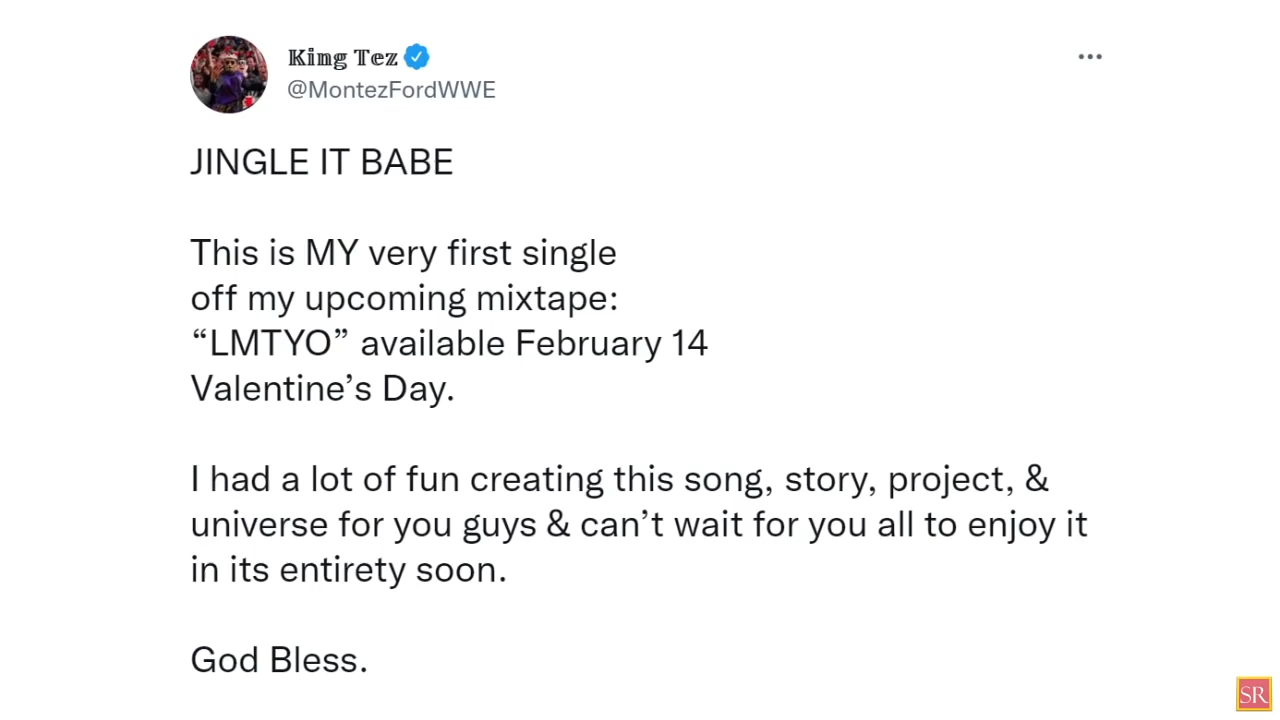 𝕂𝕚𝕟𝕘 𝕋𝕖𝕫
@MontezFordWWE
JINGLE IT BABE
This is MY very first single
off my upcoming mixtape:
“LMTYO” available February 14
Valentine’s Day.
I had a lot of fun creating this song, story, project, &
universe for you guys & can’t wait for you all to enjoy it
in its entirety soon.
God Bless.
SR